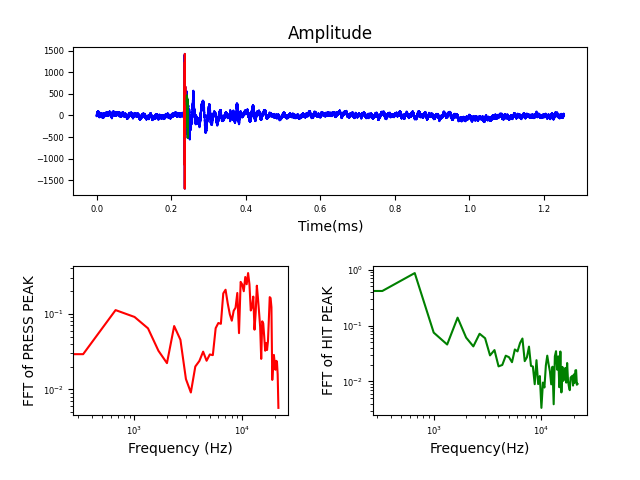 Amplitude
1500
1000
500
0
−500
−1000
−1500
0.0 0.2 0.4 0.6 0.8 1.0 1.2
Time(ms)
FFT of PRESS PEAK
10⁻¹
10⁻²
10³ 10⁴
Frequency (Hz)
FFT of HIT PEAK
10⁰
10⁻¹
10⁻²
10³ 10⁴
Frequency(Hz)